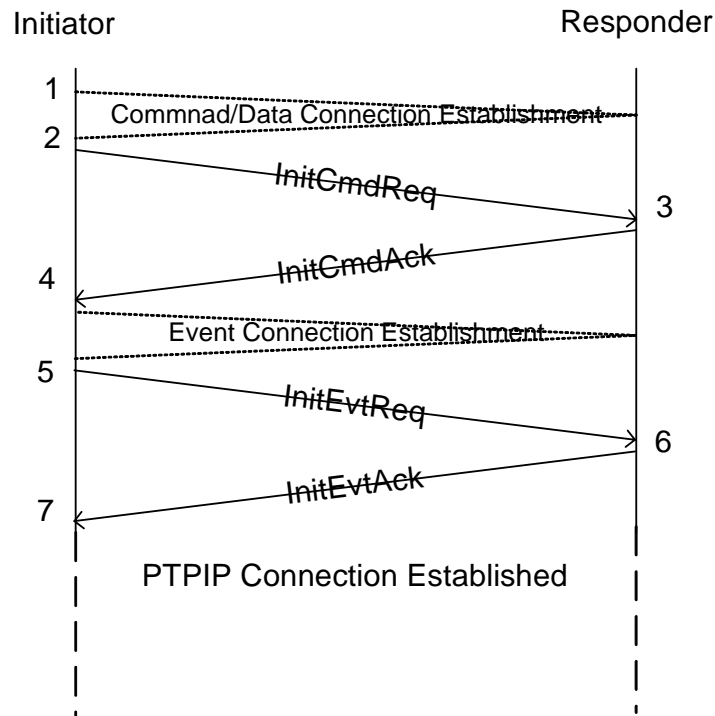 Initiator
Responder
1
Commnad/Data Connection Establishment
2
InitCmdReq
3
InitCmdAck
4
Event Connection Establishment
5
InitEvtReq
6
InitEvtAck
7
PTPIP Connection Established